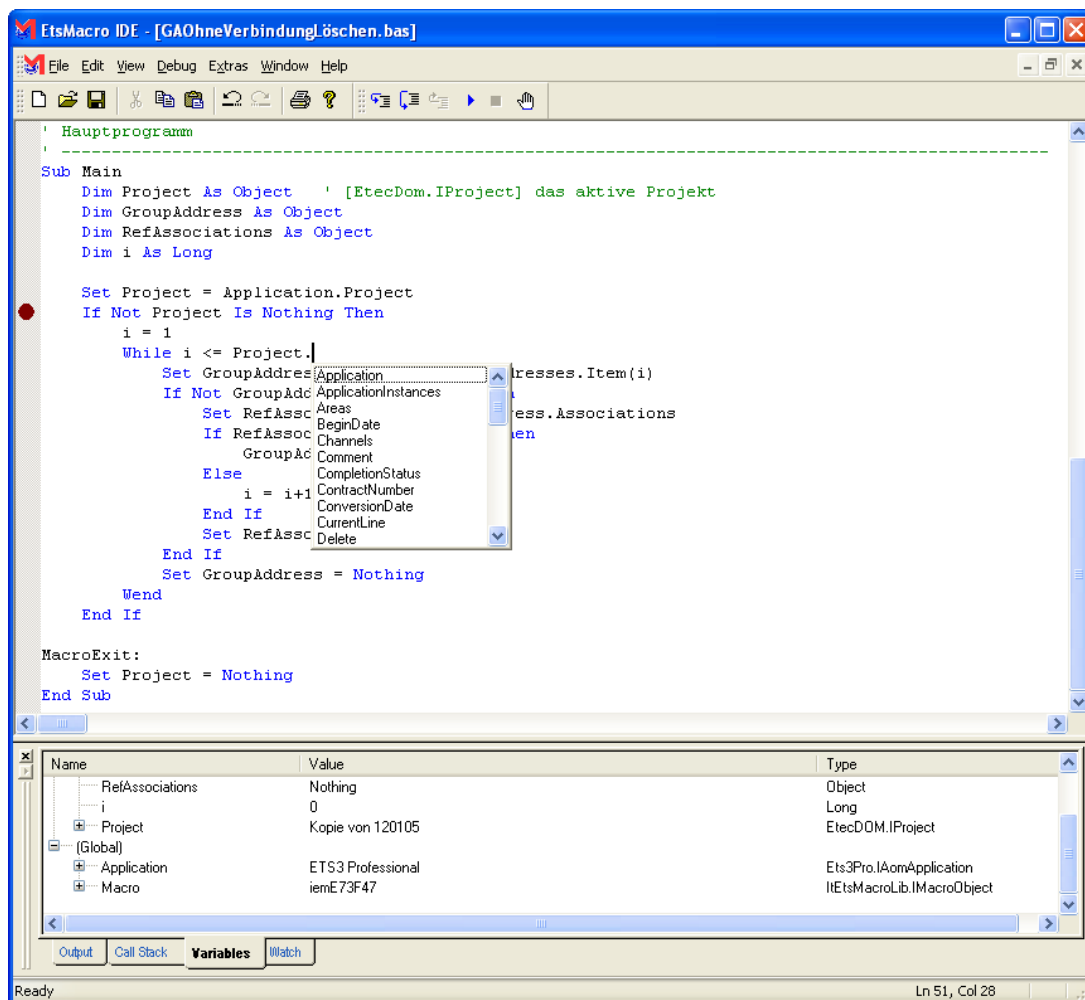 EtsMacro IDE - [GAOhneVerbindungLöschen.bas]
File Edit View Debug Extras Window Help
' Hauptprogramm
' --------------------------------------------------------------------------------------------------
Sub Main
Dim Project As Object ' [EtecDom.IProject] das aktive Projekt
Dim GroupAddress As Object
Dim RefAssociations As Object
Dim i As Long
Set Project = Application.Project
If Not Project Is Nothing Then
i = 1
While i <= Project.
Set GroupAddres dresses.Item(i)
If Not GroupAdd
Set RefAssc ress.Associations
If RefAssoc en
GroupAd
Else
i = i+1
End If
Set RefAssc
End If
Set GroupAddress = Nothing
Wend
End If
MacroExit:
Set Project = Nothing
End Sub
Application
ApplicationInstances
Areas
BeginDate
Channels
Comment
CompletionStatus
ContractNumber
ConversionDate
CurrentLine
Delete
Name Value Type
RefAssociations Nothing Object
i 0 Long
Project Kopie von 120105 EtecDOM.IProject
(Global)
Application ETS3 Professional Ets3Pro.IAomApplication
Macro iemE73F47 ItEtsMacroLib.IMacroObject
Output Call Stack Variables Watch
Ready Ln 51, Col 28